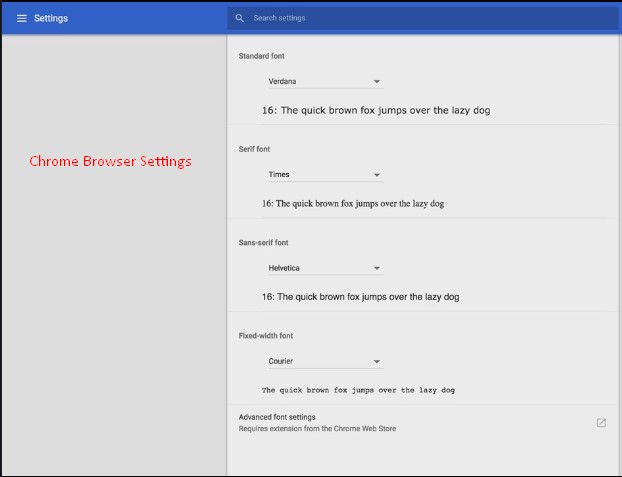 Settings
Search settings
Chrome Browser Settings
Standard font
Verdana
16: The quick brown fox jumps over the lazy dog
Serif font
Times
16: The quick brown fox jumps over the lazy dog
Sans-serif font
Helvetica
16: The quick brown fox jumps over the lazy dog
Fixed-width font
Courier
The quick brown fox jumps over the lazy dog
Advanced font settings
Requires extension from the Chrome Web Store